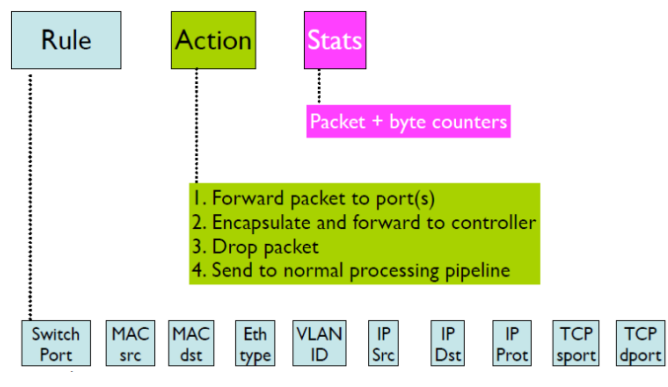 Rule
Action
Stats
Packet + byte counters
1. Forward packet to port(s)
2. Encapsulate and forward to controller
3. Drop packet
4. Send to normal processing pipeline
Switch
Port
MAC
src
MAC
dst
Eth
type
VLAN
ID
IP
Src
IP
Dst
IP
Prot
TCP
sport
TCP
dport